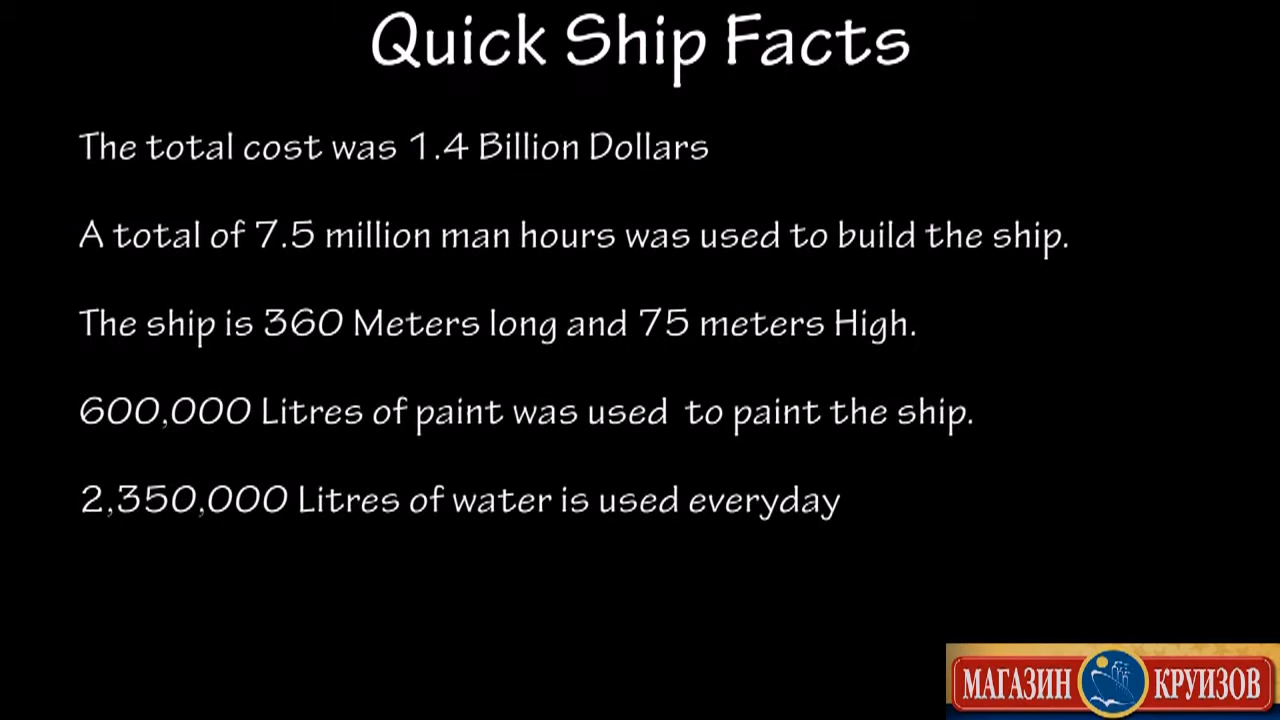 Quick Ship Facts
The total cost was 1.4 Billion Dollars
A total of 7.5 million man hours was used to build the ship.
The ship is 360 Meters long and 75 meters High.
600,000 Litres of paint was used  to paint the ship.
2,350,000 Litres of water is used everyday
МАГАЗИН КРУИЗОВ